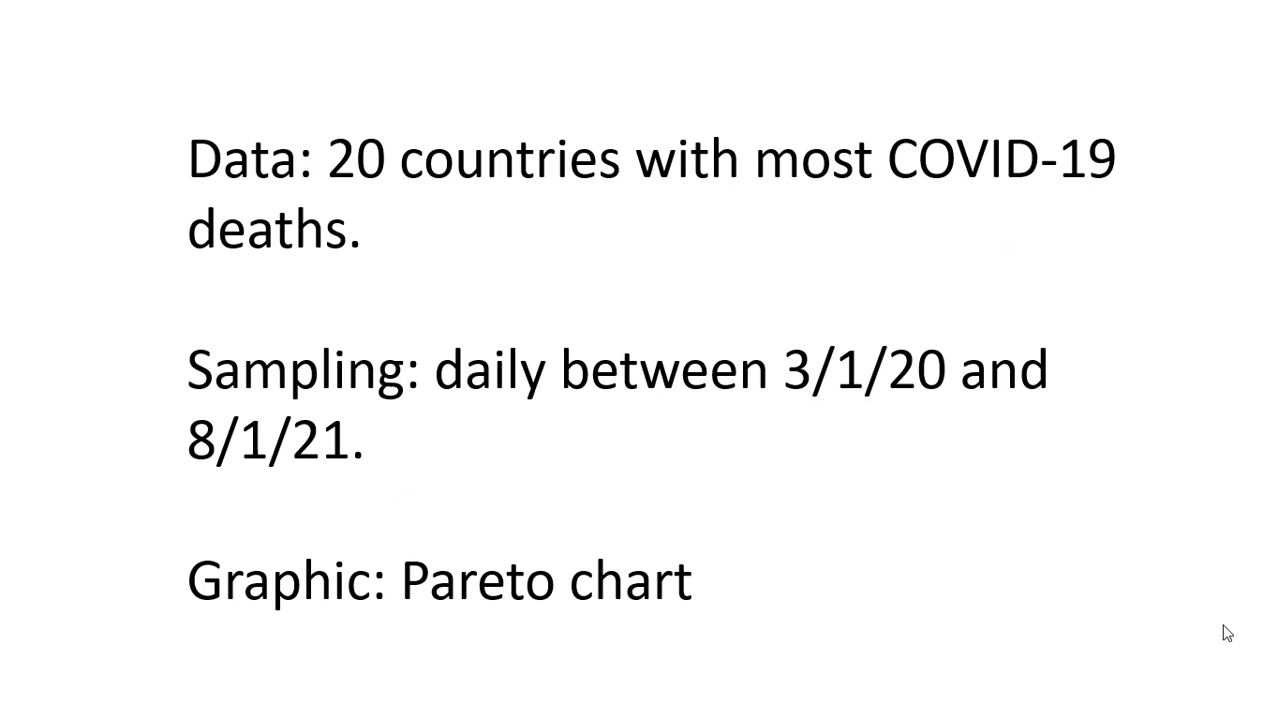 Data: 20 countries with most COVID-19
deaths.
Sampling: daily between 3/1/20 and
8/1/21.
Graphic: Pareto chart